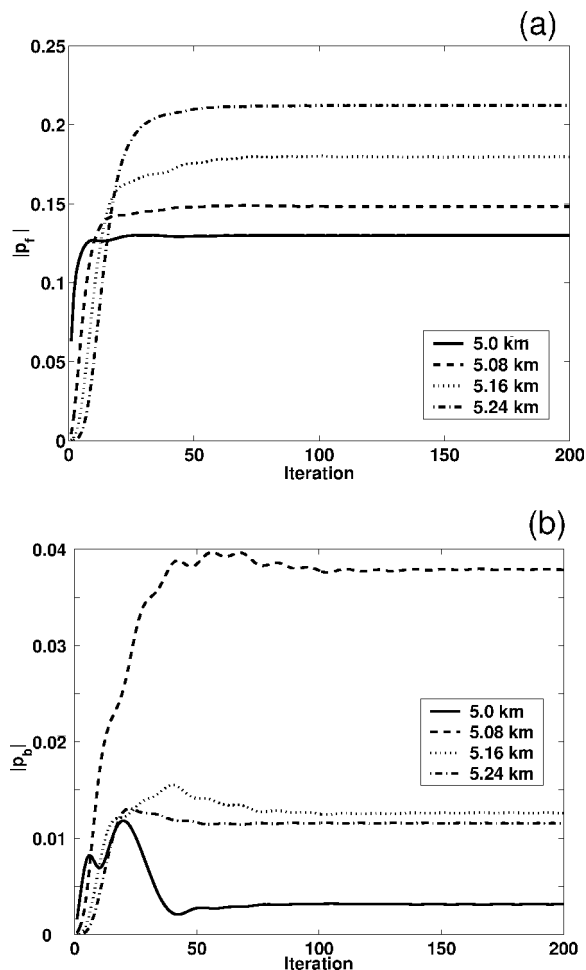 (a)
0.25
0.2
0.15
0.1
0.05
0
|p_f|
5.0 km
5.08 km
5.16 km
5.24 km
0 50 100 150 200
Iteration
(b)
0.04
0.03
0.02
0.01
0
|p_b|
5.0 km
5.08 km
5.16 km
5.24 km
0 50 100 150 200
Iteration